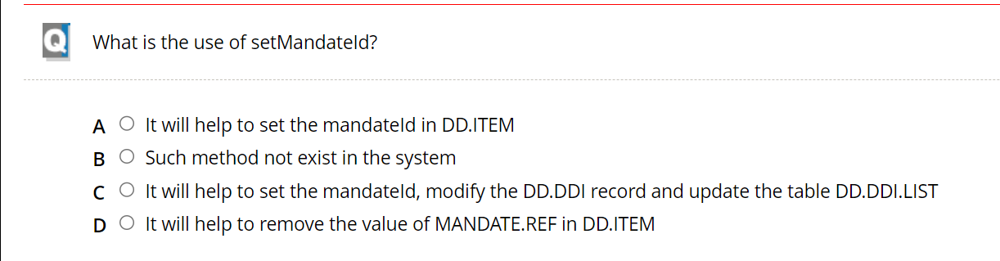 Q What is the use of setMandateId?
A It will help to set the mandateId in DD.ITEM
B Such method not exist in the system
C It will help to set the mandateId, modify the DD.DDI record and update the table DD.DDI.LIST
D It will help to remove the value of MANDATE.REF in DD.ITEM